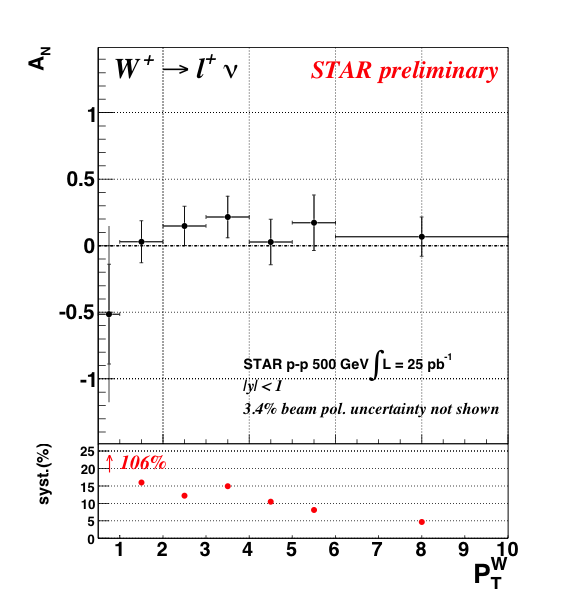 A_N
W⁺ → l⁺ ν
STAR preliminary
1
0.5
0
-0.5
-1
STAR p-p 500 GeV ∫L = 25 pb⁻¹
|y| < 1
3.4% beam pol. uncertainty not shown
syst.(%)
25
20
15
10
5
0
↑ 106%
1 2 3 4 5 6 7 8 9 10
P_T^W